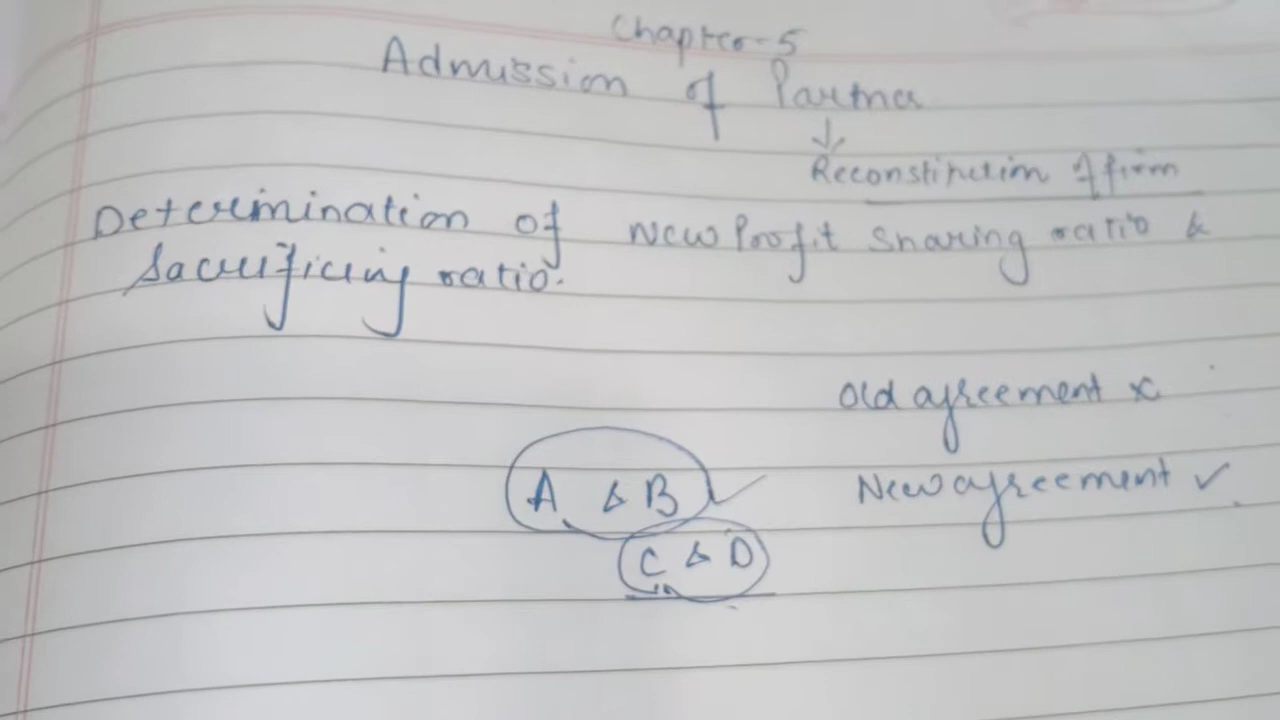 Chapter-5
Admission of Partner
↓
Reconstitution of firm
Determination of New Profit Sharing ratio &
Sacrificing ratio.
Old agreement ×
A & B ✓
New agreement ✓
C & D